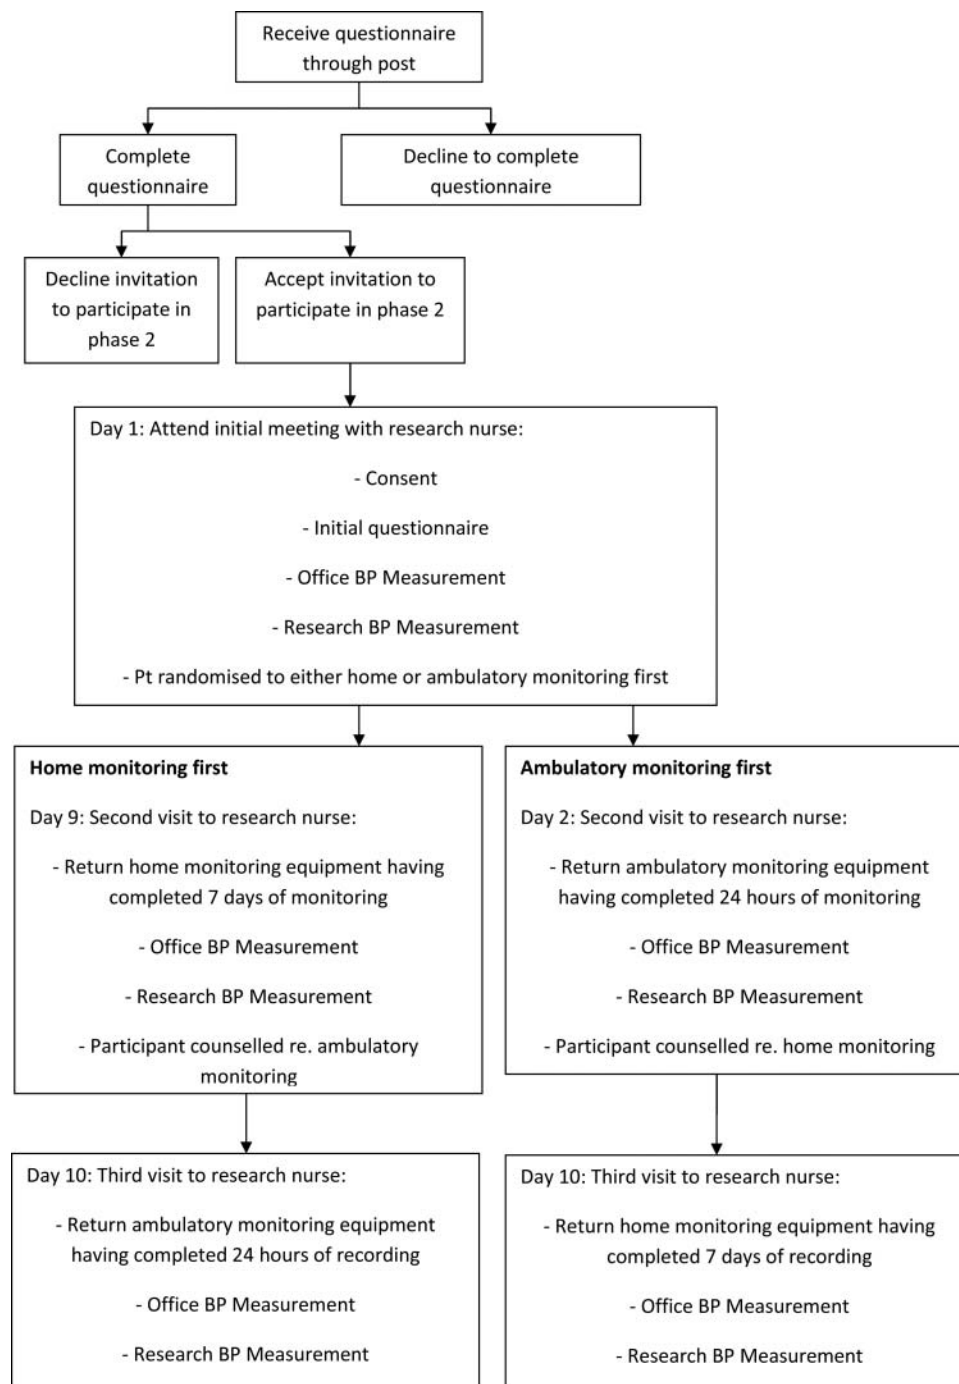 Receive questionnaire
through post
Complete
questionnaire
Decline to complete
questionnaire
Decline invitation
to participate in
phase 2
Accept invitation to
participate in phase 2
Day 1: Attend initial meeting with research nurse:
- Consent
- Initial questionnaire
- Office BP Measurement
- Research BP Measurement
- Pt randomised to either home or ambulatory monitoring first
Home monitoring first
Day 9: Second visit to research nurse:
- Return home monitoring equipment having
completed 7 days of monitoring
- Office BP Measurement
- Research BP Measurement
- Participant counselled re. ambulatory
monitoring
Ambulatory monitoring first
Day 2: Second visit to research nurse:
- Return ambulatory monitoring equipment
having completed 24 hours of monitoring
- Office BP Measurement
- Research BP Measurement
- Participant counselled re. home monitoring
Day 10: Third visit to research nurse:
- Return ambulatory monitoring equipment
having completed 24 hours of recording
- Office BP Measurement
- Research BP Measurement
Day 10: Third visit to research nurse:
- Return home monitoring equipment having
completed 7 days of recording
- Office BP Measurement
- Research BP Measurement